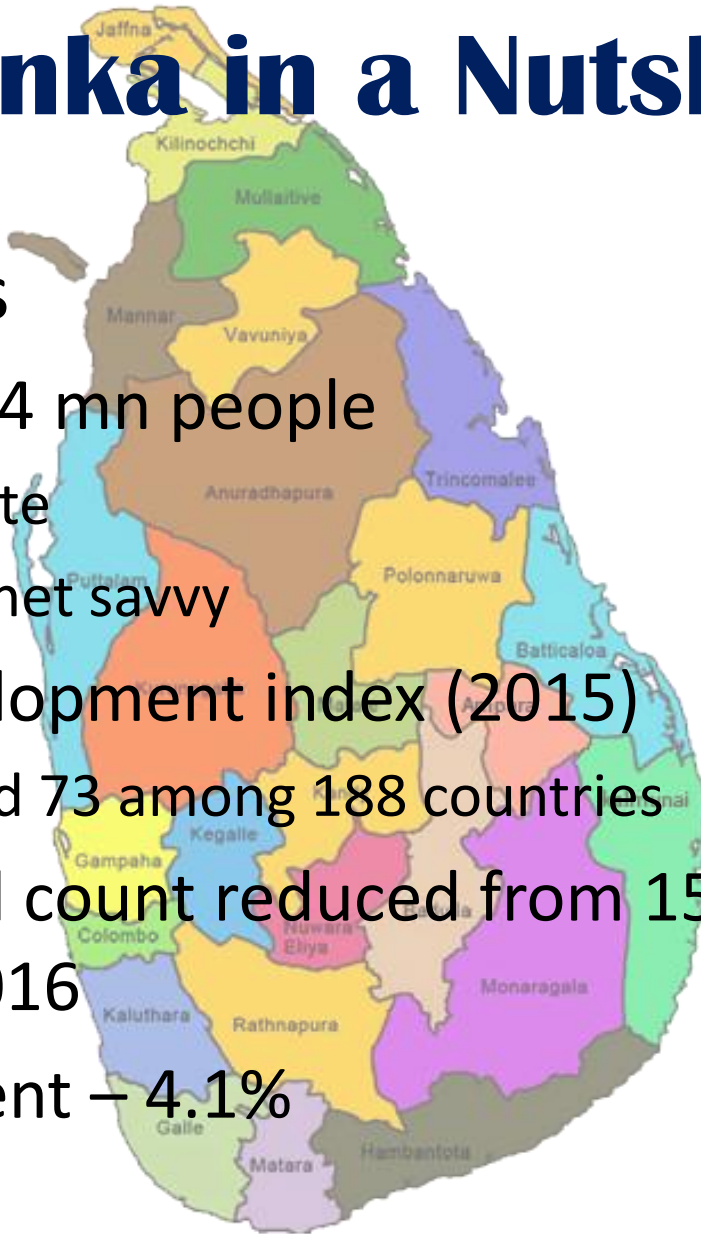 Jaffna
nka in a Nutsh
Kilinochchi
Mullaitive
s
Mannar
Vavuniya
4 mn people
Trincomalee
Anuradhapura
te
Polonnaruwa
Puttalam
net savvy
Batticaloa
lopment index (2015)
Ampara
d 73 among 188 countries
Kegalle
Gampaha
l count reduced from 15
Badulla
Nuwara
Eliya
Colombo
016
Monaragala
Kaluthara
Rathnapura
ent – 4.1%
Galle
Hambantota
Matara